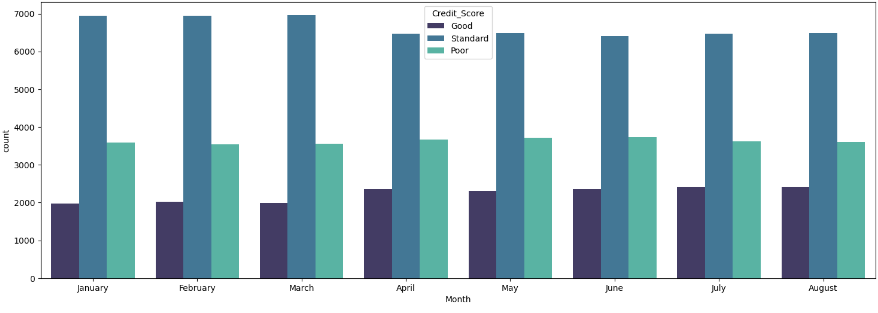 Credit_Score
Good
Standard
Poor
7000
6000
5000
4000
3000
2000
1000
0
count
January February March April May June July August
Month